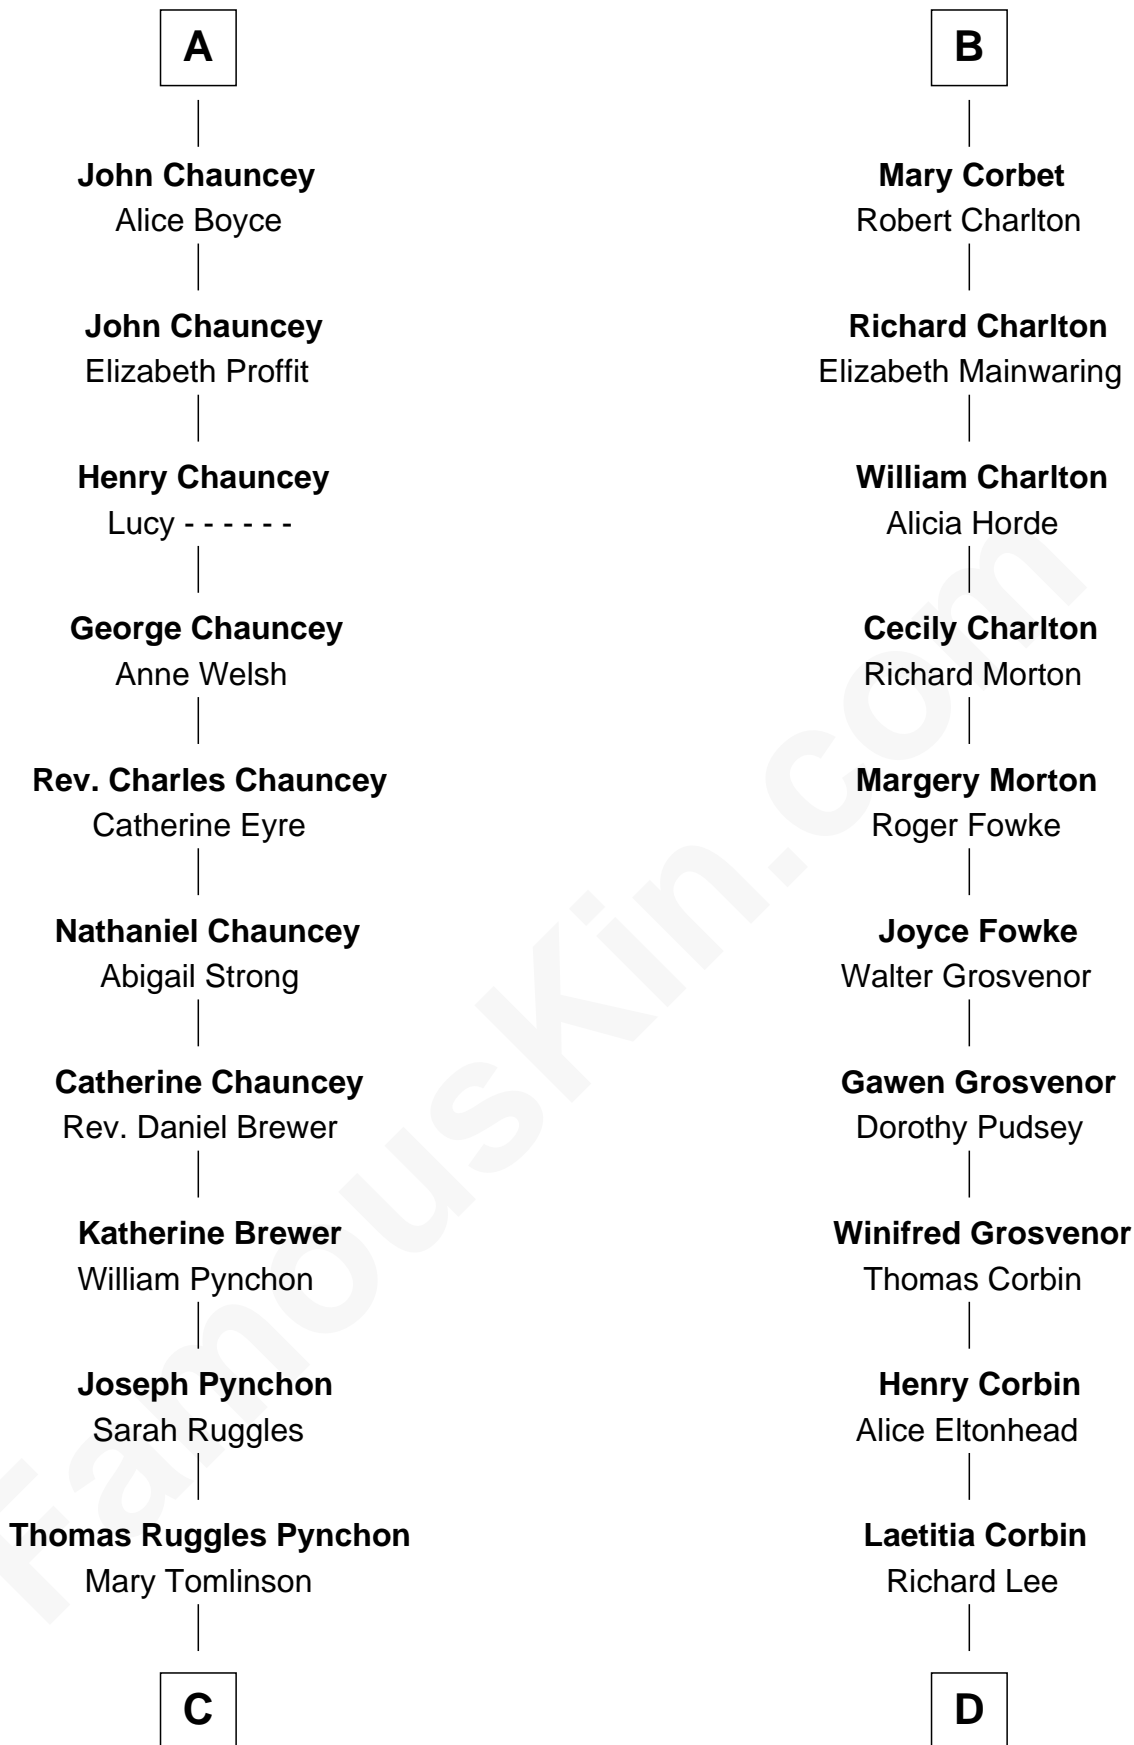 A
John Chauncey
Alice Boyce
John Chauncey
Elizabeth Proffit
Henry Chauncey
Lucy - - - - - -
George Chauncey
Anne Welsh
Rev. Charles Chauncey
Catherine Eyre
Nathaniel Chauncey
Abigail Strong
Catherine Chauncey
Rev. Daniel Brewer
Katherine Brewer
William Pynchon
Joseph Pynchon
Sarah Ruggles
Thomas Ruggles Pynchon
Mary Tomlinson
C
B
Mary Corbet
Robert Charlton
Richard Charlton
Elizabeth Mainwaring
William Charlton
Alicia Horde
Cecily Charlton
Richard Morton
Margery Morton
Roger Fowke
Joyce Fowke
Walter Grosvenor
Gawen Grosvenor
Dorothy Pudsey
Winifred Grosvenor
Thomas Corbin
Henry Corbin
Alice Eltonhead
Laetitia Corbin
Richard Lee
D
FamousKin.com